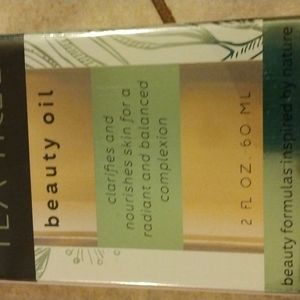 beauty oil
clarifies and
nourishes skin for a
radiant and balanced
complexion
2 FL OZ 60 ML
beauty formulas inspired by nature